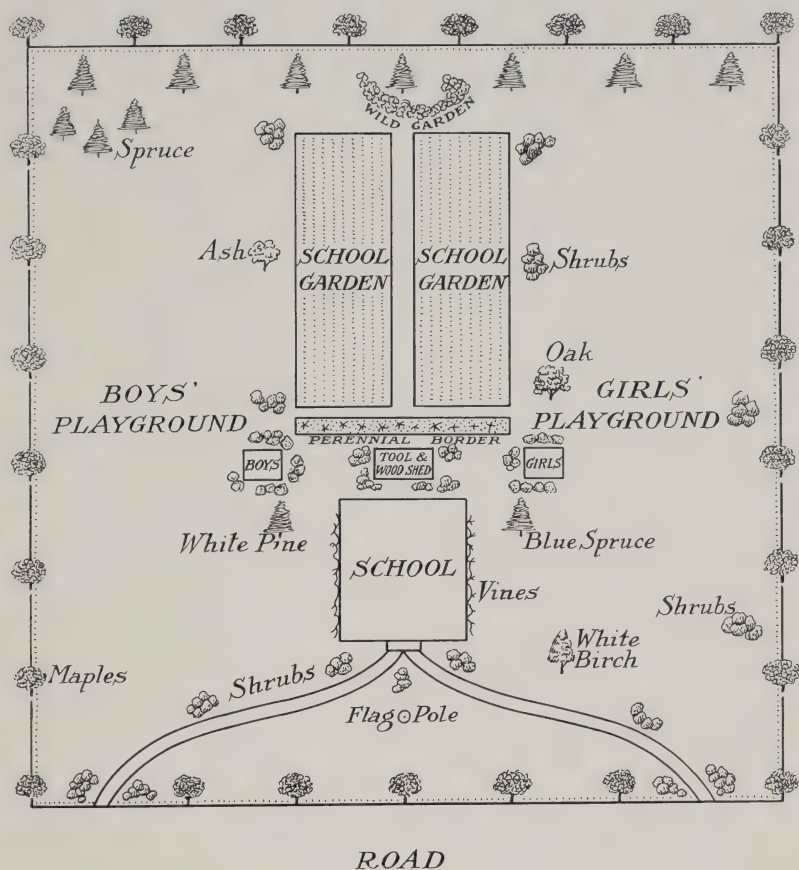 WILD GARDEN
Spruce
Ash
SCHOOL
GARDEN
SCHOOL
GARDEN
Shrubs
Oak
BOYS'
PLAYGROUND
GIRLS'
PLAYGROUND
PERENNIAL BORDER
BOYS
TOOL &
WOOD SHED
GIRLS
White Pine
Blue Spruce
SCHOOL
Vines
Shrubs
White
Birch
Maples
Shrubs
Flag Pole
ROAD